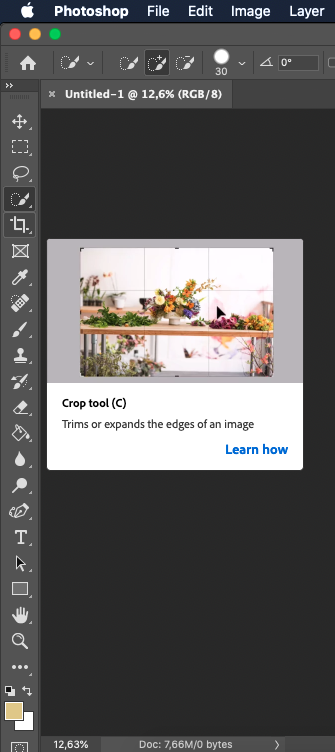 Photoshop File Edit Image Layer
30
0°
× Untitled-1 @ 12,6% (RGB/8)
Crop tool (C)
Trims or expands the edges of an image
Learn how
12,63% Doc: 7,66M/0 bytes